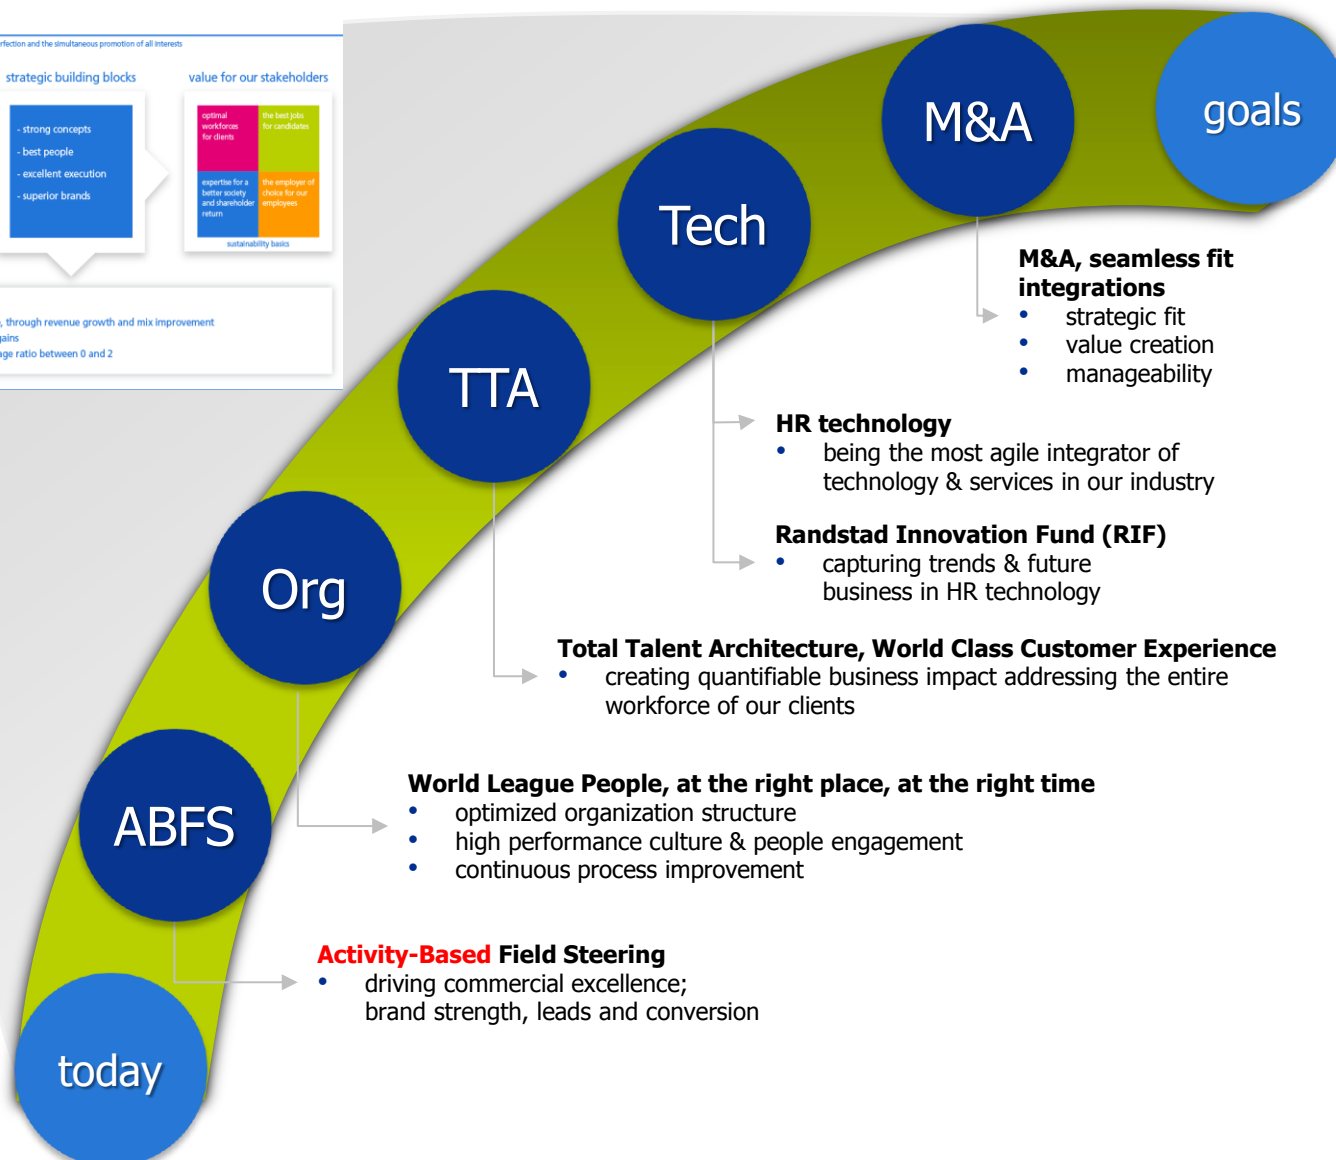 perfection and the simultaneous promotion of all interests
strategic building blocks
value for our stakeholders
- strong concepts
- best people
- excellent execution
- superior brands
optimal
workforces
for clients
the best jobs
for candidates
expertise for a
better society
and shareholder
return
the employer of
choice for our
employees
sustainability basics
, through revenue growth and mix improvement
gains
age ratio between 0 and 2
goals
M&A
M&A, seamless fit
integrations
• strategic fit
• value creation
• manageability
Tech
HR technology
• being the most agile integrator of
technology & services in our industry
Randstad Innovation Fund (RIF)
• capturing trends & future
business in HR technology
TTA
Total Talent Architecture, World Class Customer Experience
• creating quantifiable business impact addressing the entire
workforce of our clients
Org
World League People, at the right place, at the right time
• optimized organization structure
• high performance culture & people engagement
• continuous process improvement
ABFS
Activity-Based Field Steering
• driving commercial excellence;
brand strength, leads and conversion
today